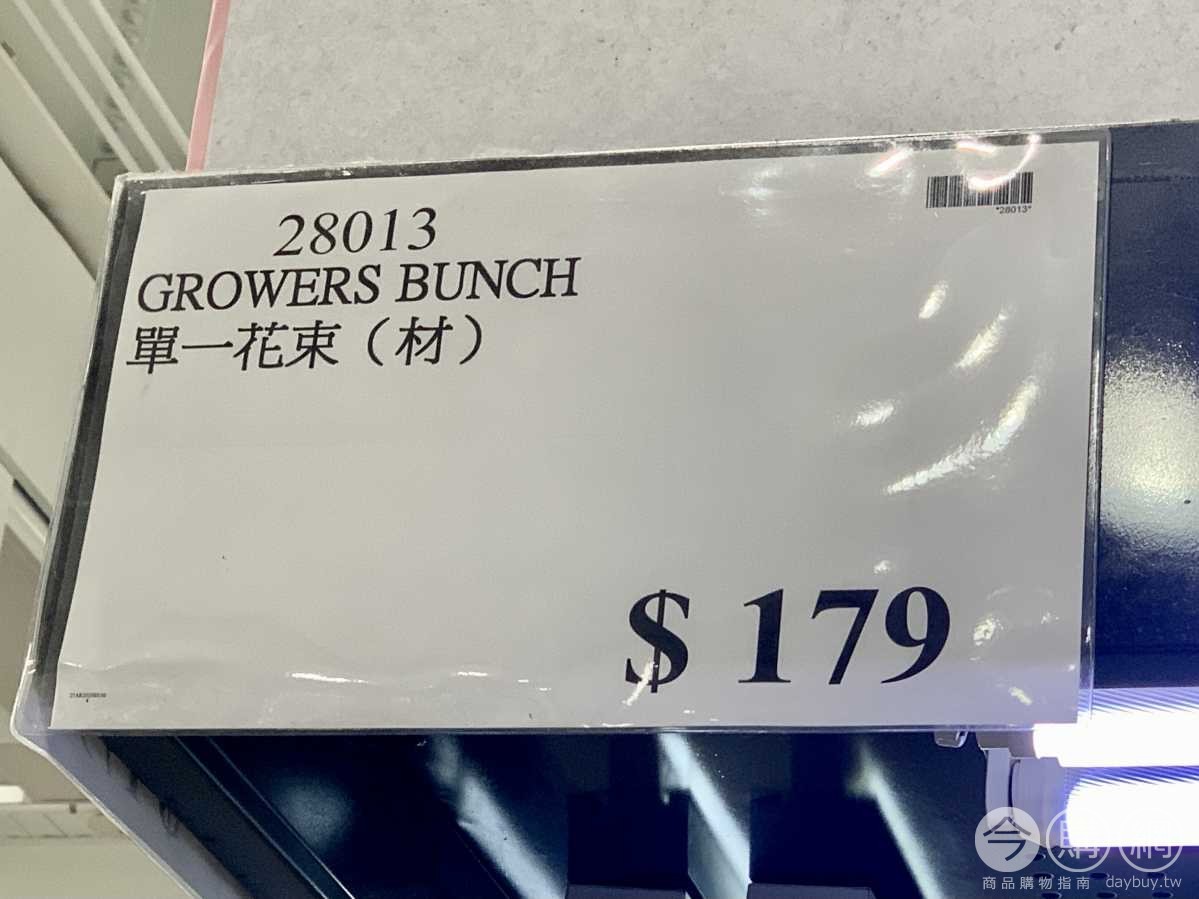 28013
*28013*
GROWERS BUNCH
單一花束（材）
$ 179
今購網
商品購物指南 daybuy.tw